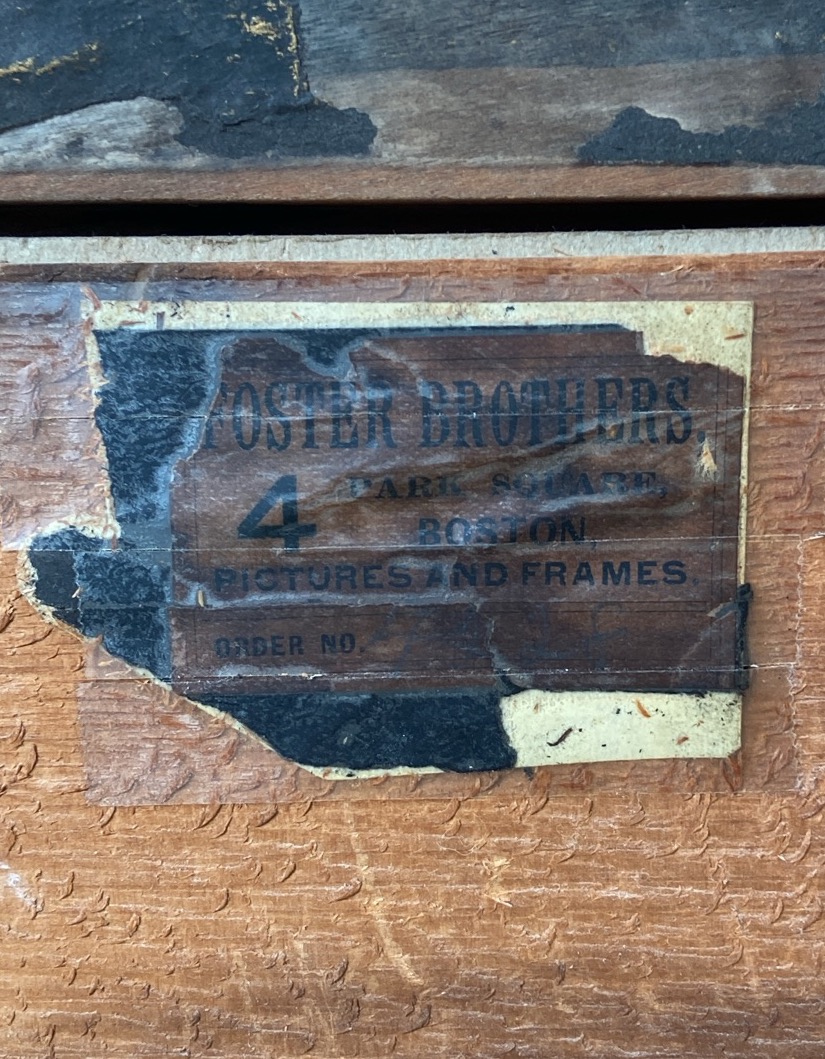 FOSTER BROTHERS.
4 PARK SQUARE,
BOSTON,
PICTURES AND FRAMES.
ORDER NO.